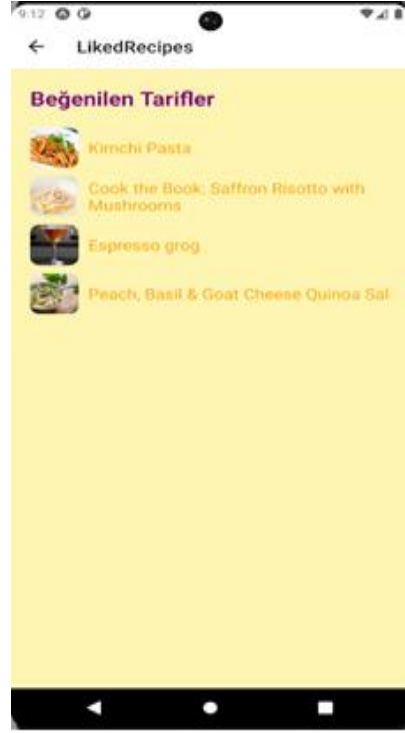 9:12
LikedRecipes
Beğenilen Tarifler
Kimchi Pasta
Cook the Book: Saffron Risotto with
Mushrooms
Espresso grog
Peach, Basil & Goat Cheese Quinoa Sal